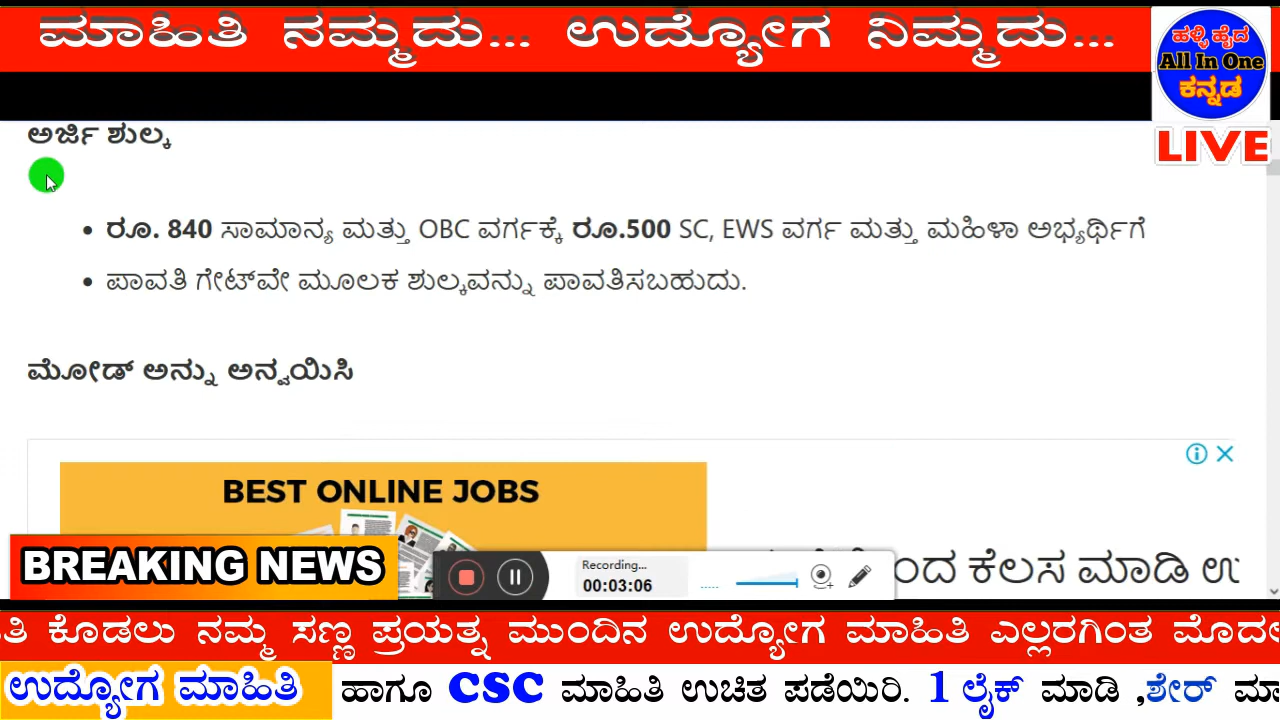 ಮಾಹಿತಿ ನಮ್ಮದು... ಉದ್ಯೋಗ ನಿಮ್ಮದು...
ಹಳ್ಳಿ ಹೈದ
All In One
ಕನ್ನಡ
LIVE
ಅರ್ಜಿ ಶುಲ್ಕ
ರೂ. 840 ಸಾಮಾನ್ಯ ಮತ್ತು OBC ವರ್ಗಕ್ಕೆ ರೂ.500 SC, EWS ವರ್ಗ ಮತ್ತು ಮಹಿಳಾ ಅಭ್ಯರ್ಥಿಗೆ
ಪಾವತಿ ಗೇಟ್‌ವೇ ಮೂಲಕ ಶುಲ್ಕವನ್ನು ಪಾವತಿಸಬಹುದು.
ಮೋಡ್ ಅನ್ನು ಅನ್ವಯಿಸಿ
BEST ONLINE JOBS
BREAKING NEWS
Recording...
00:03:06
ಕೆಲಸ ಮಾಡಿ
ಕೊಡಲು ನಮ್ಮ ಸಣ್ಣ ಪ್ರಯತ್ನ ಮುಂದಿನ ಉದ್ಯೋಗ ಮಾಹಿತಿ ಎಲ್ಲರಗಿಂತ
ಉದ್ಯೋಗ ಮಾಹಿತಿ ಹಾಗೂ CSC ಮಾಹಿತಿ ಉಚಿತ ಪಡೆಯಿರಿ. 1 ಲೈಕ್ ಮಾಡಿ ,ಶೇರ್